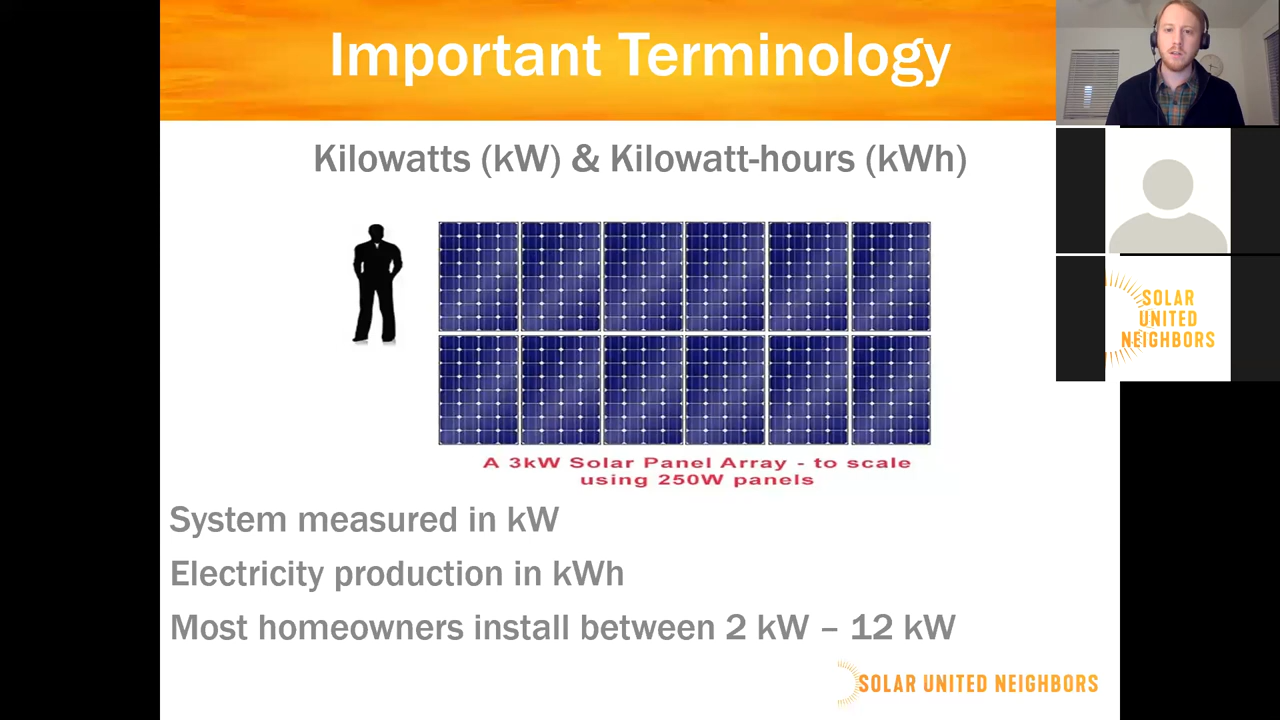 Important Terminology
Kilowatts (kW) & Kilowatt-hours (kWh)
A 3kW Solar Panel Array - to scale
using 250W panels
System measured in kW
Electricity production in kWh
Most homeowners install between 2 kW – 12 kW
SOLAR UNITED NEIGHBORS
SOLAR
UNITED
NEIGHBORS